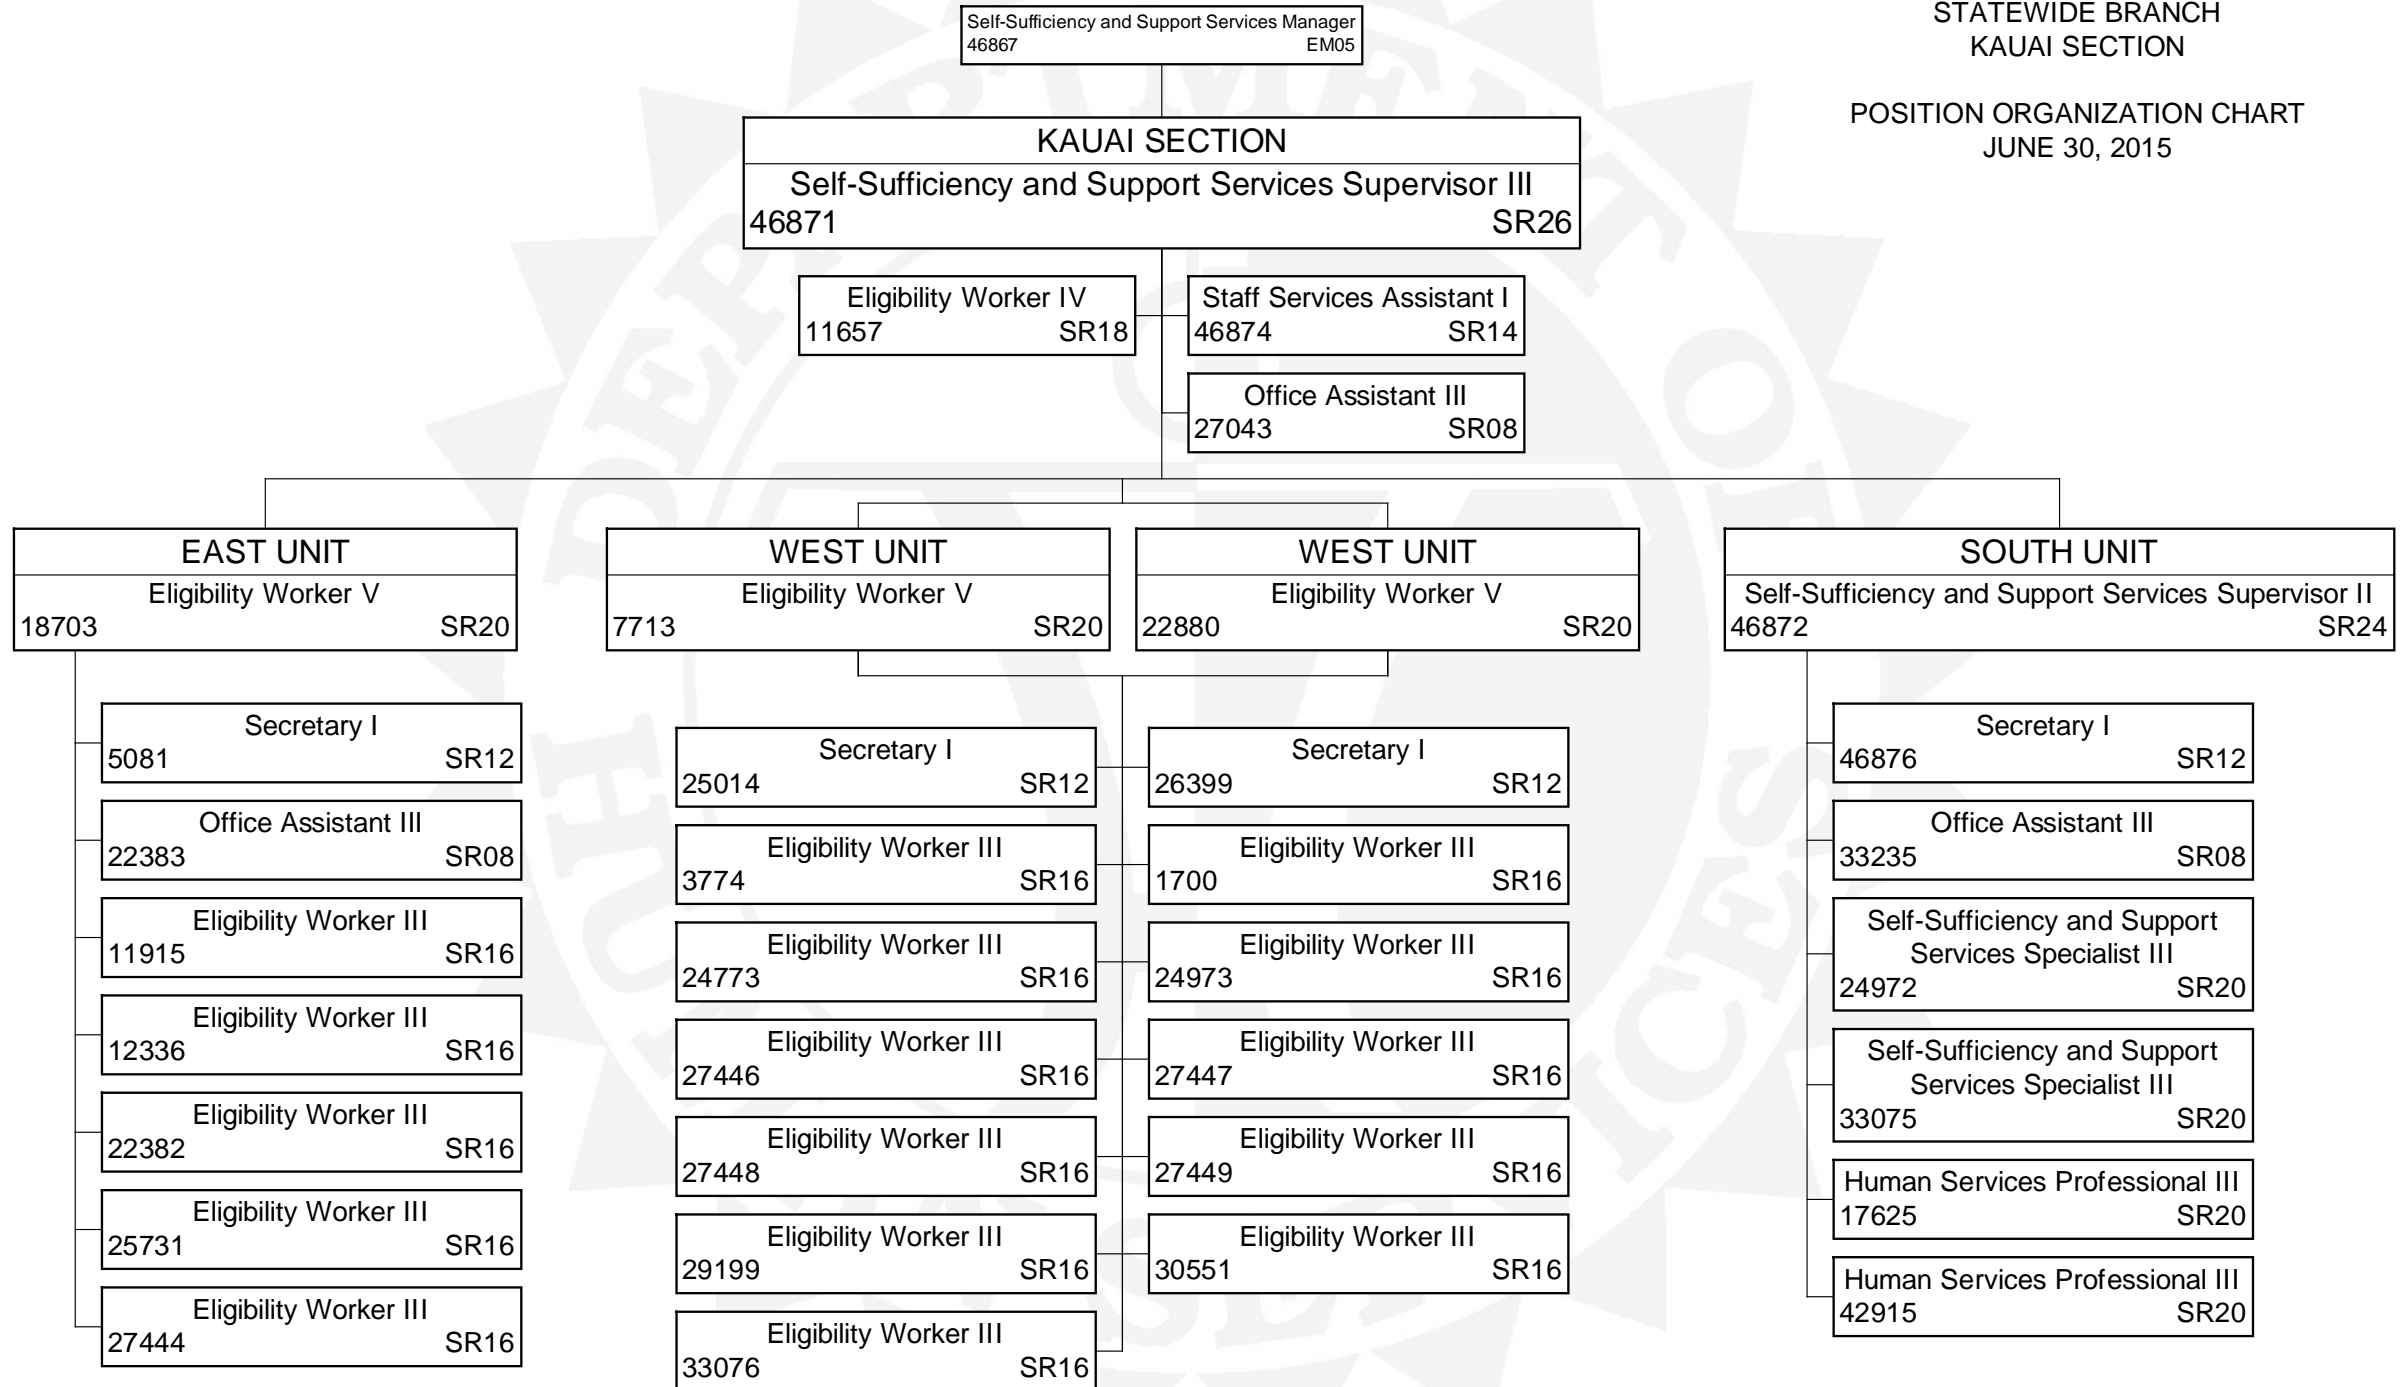 Self-Sufficiency and Support Services Manager
46867 EM05
STATEWIDE BRANCH
KAUAI SECTION
POSITION ORGANIZATION CHART
JUNE 30, 2015
KAUAI SECTION
Self-Sufficiency and Support Services Supervisor III
46871 SR26
Eligibility Worker IV
11657 SR18
Staff Services Assistant I
46874 SR14
Office Assistant III
27043 SR08
EAST UNIT
Eligibility Worker V
18703 SR20
Secretary I
5081 SR12
Office Assistant III
22383 SR08
Eligibility Worker III
11915 SR16
Eligibility Worker III
12336 SR16
Eligibility Worker III
22382 SR16
Eligibility Worker III
25731 SR16
Eligibility Worker III
27444 SR16
WEST UNIT
Eligibility Worker V
7713 SR20
WEST UNIT
Eligibility Worker V
22880 SR20
Secretary I
25014 SR12
Secretary I
26399 SR12
Eligibility Worker III
3774 SR16
Eligibility Worker III
1700 SR16
Eligibility Worker III
24773 SR16
Eligibility Worker III
24973 SR16
Eligibility Worker III
27446 SR16
Eligibility Worker III
27447 SR16
Eligibility Worker III
27448 SR16
Eligibility Worker III
27449 SR16
Eligibility Worker III
29199 SR16
Eligibility Worker III
30551 SR16
Eligibility Worker III
33076 SR16
SOUTH UNIT
Self-Sufficiency and Support Services Supervisor II
46872 SR24
Secretary I
46876 SR12
Office Assistant III
33235 SR08
Self-Sufficiency and Support
Services Specialist III
24972 SR20
Self-Sufficiency and Support
Services Specialist III
33075 SR20
Human Services Professional III
17625 SR20
Human Services Professional III
42915 SR20